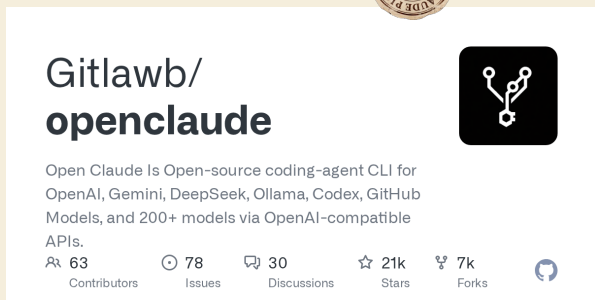 Gitlawb/
openclaude
Open Claude Is Open-source coding-agent CLI for
OpenAI, Gemini, DeepSeek, Ollama, Codex, GitHub
Models, and 200+ models via OpenAI-compatible
APIs.
63 78 30 21k 7k
Contributors Issues Discussions Stars Forks